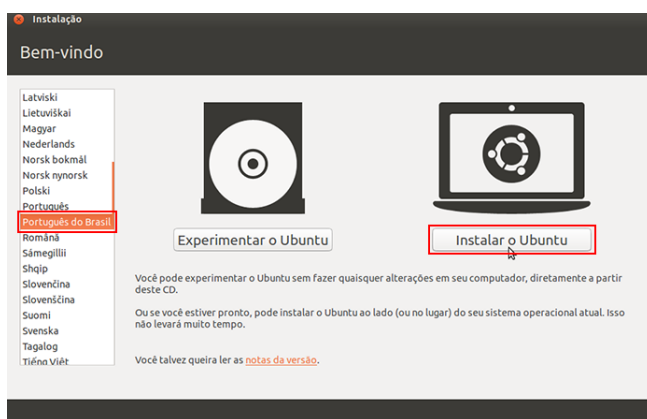 Instalação
Bem-vindo
Latviski
Lietuviškai
Magyar
Nederlands
Norsk bokmål
Norsk nynorsk
Polski
Português
Português do Brasil
Română
Sámegillii
Shqip
Slovenčina
Slovenščina
Suomi
Svenska
Tagalog
Tiếng Việt
Experimentar o Ubuntu
Instalar o Ubuntu
Você pode experimentar o Ubuntu sem fazer quaisquer alterações em seu computador, diretamente a partir
deste CD.
Ou se você estiver pronto, pode instalar o Ubuntu ao lado (ou no lugar) do seu sistema operacional atual. Isso
não levará muito tempo.
Você talvez queira ler as notas da versão.